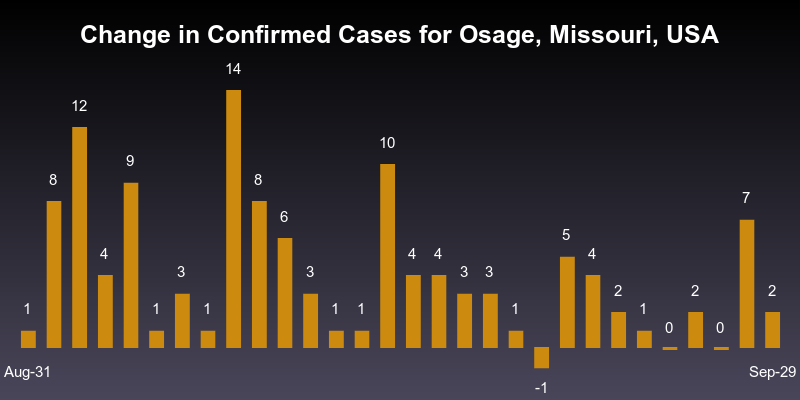 Change in Confirmed Cases for Osage, Missouri, USA
1 8 12 4 9 1 3 1 14 8 6 3 1 1 10 4 4 3 3 1 -1 5 4 2 1 0 2 0 7 2
Aug-31 Sep-29